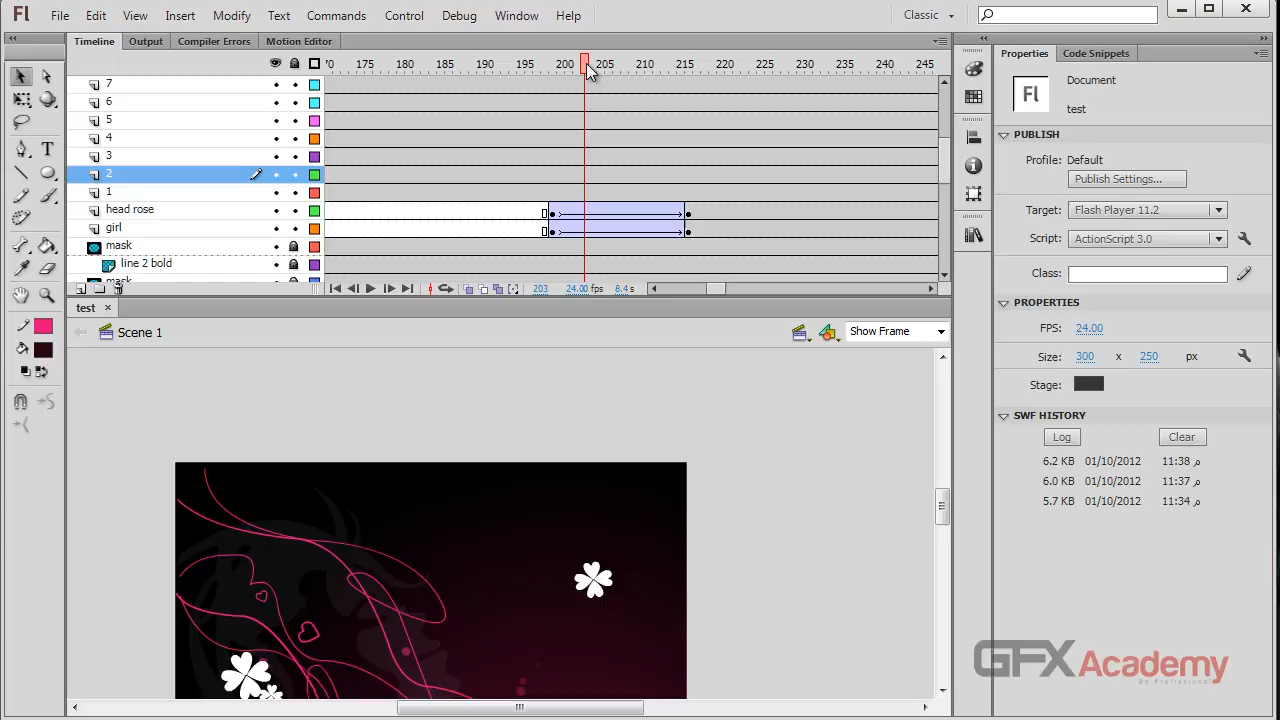 Fl File Edit View Insert Modify Text Commands Control Debug Window Help Classic
Timeline Output Compiler Errors Motion Editor
70 175 180 185 190 195 200 205 210 215 220 225 230 235 240 245
7
6
5
4
3
2
1
head rose
girl
mask
line 2 bold
mask
203 24.00 fps 8.4 s
test ×
Scene 1 Show Frame
Properties Code Snippets
Fl
Document
test
PUBLISH
Profile: Default
Publish Settings...
Target: Flash Player 11.2
Script: ActionScript 3.0
Class:
PROPERTIES
FPS: 24.00
Size: 300 x 250 px
Stage:
SWF HISTORY
Log Clear
6.2 KB 01/10/2012 11:38 م
6.0 KB 01/10/2012 11:37 م
5.7 KB 01/10/2012 11:34 م
GFXAcademy
Be Professional